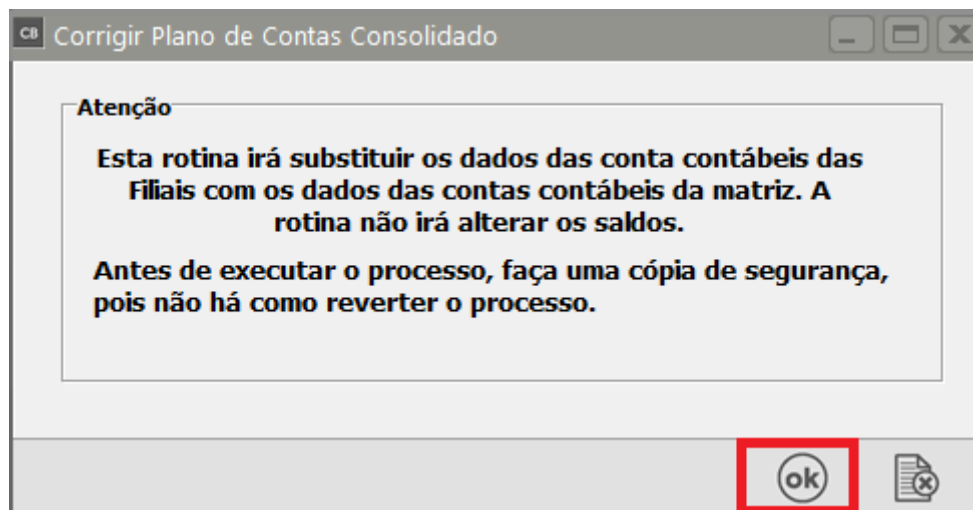 CB Corrigir Plano de Contas Consolidado
Atenção
Esta rotina irá substituir os dados das conta contábeis das
Filiais com os dados das contas contábeis da matriz. A
rotina não irá alterar os saldos.
Antes de executar o processo, faça uma cópia de segurança,
pois não há como reverter o processo.
ok